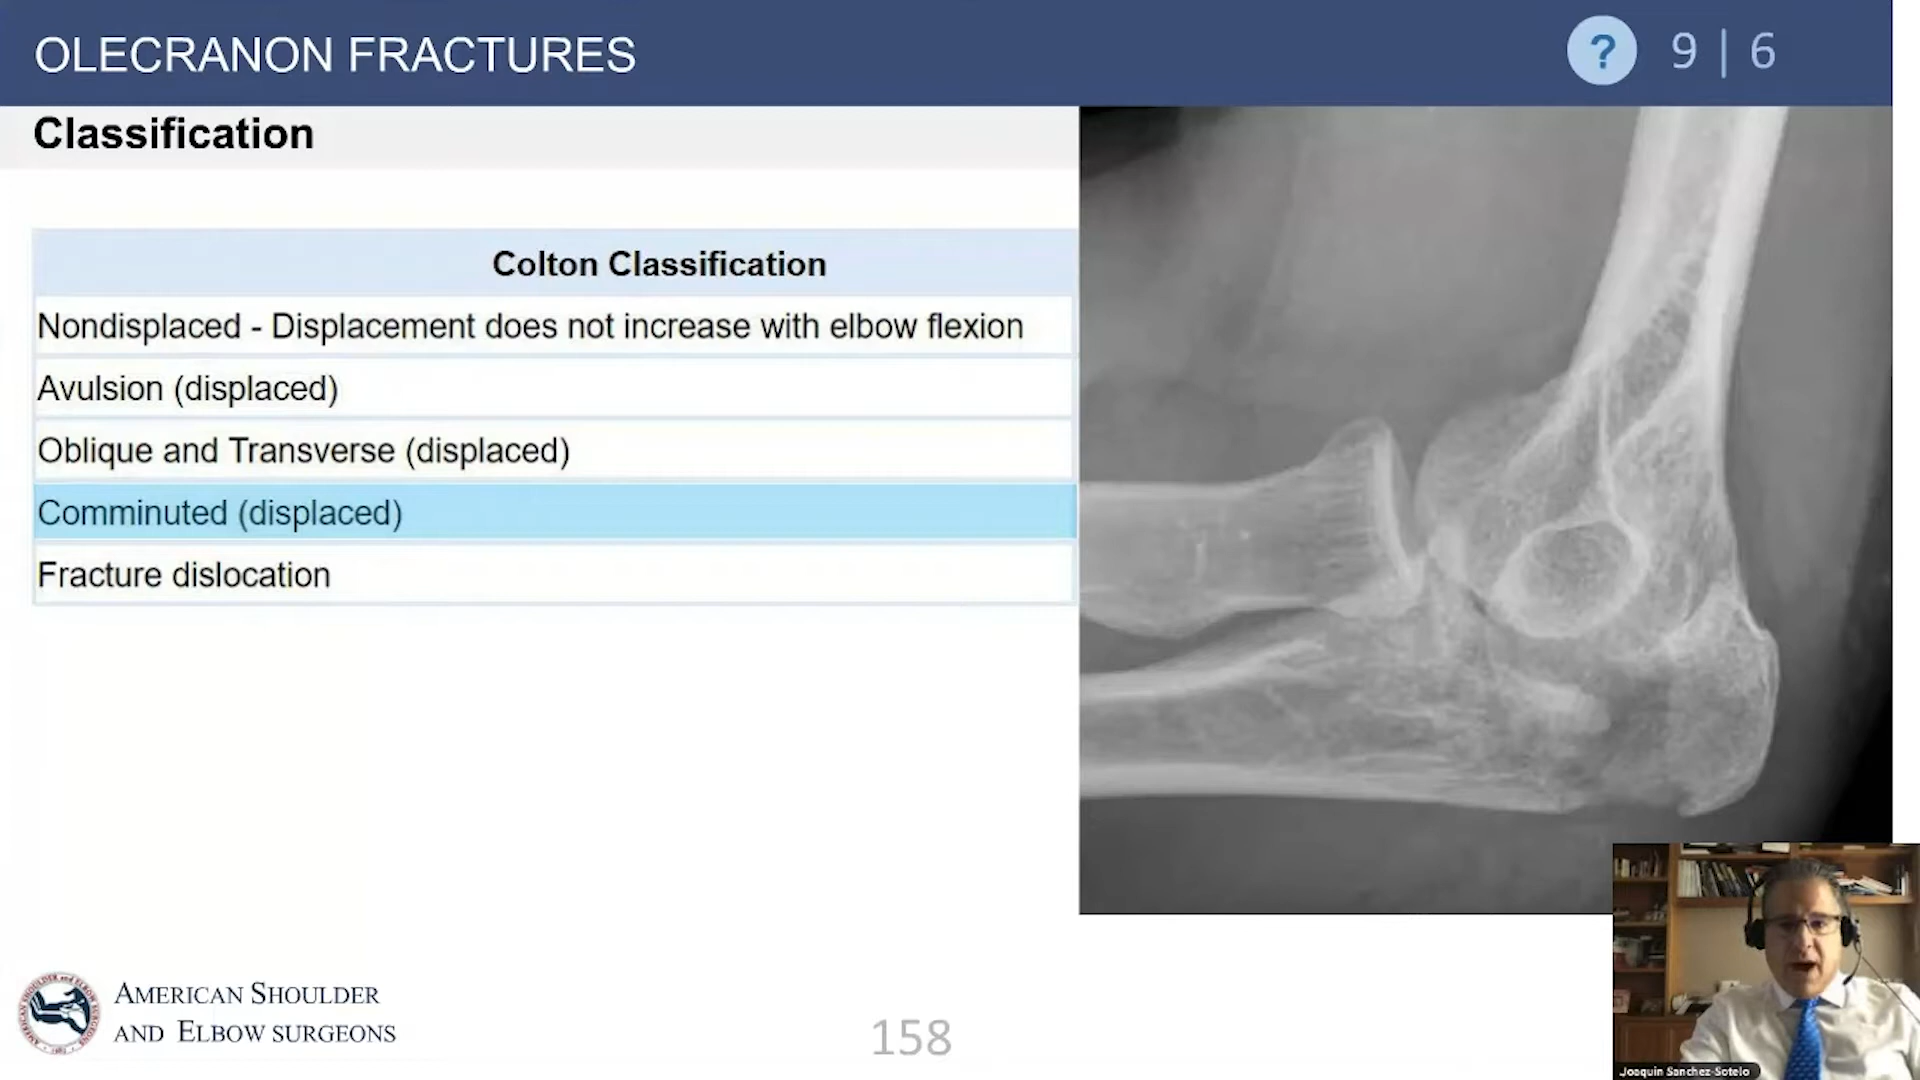 OLECRANON FRACTURES
? 9 | 6
Classification
Colton Classification
Nondisplaced - Displacement does not increase with elbow flexion
Avulsion (displaced)
Oblique and Transverse (displaced)
Comminuted (displaced)
Fracture dislocation
AMERICAN SHOULDER
AND ELBOW SURGEONS
158
Joaquin Sanchez-Sotelo